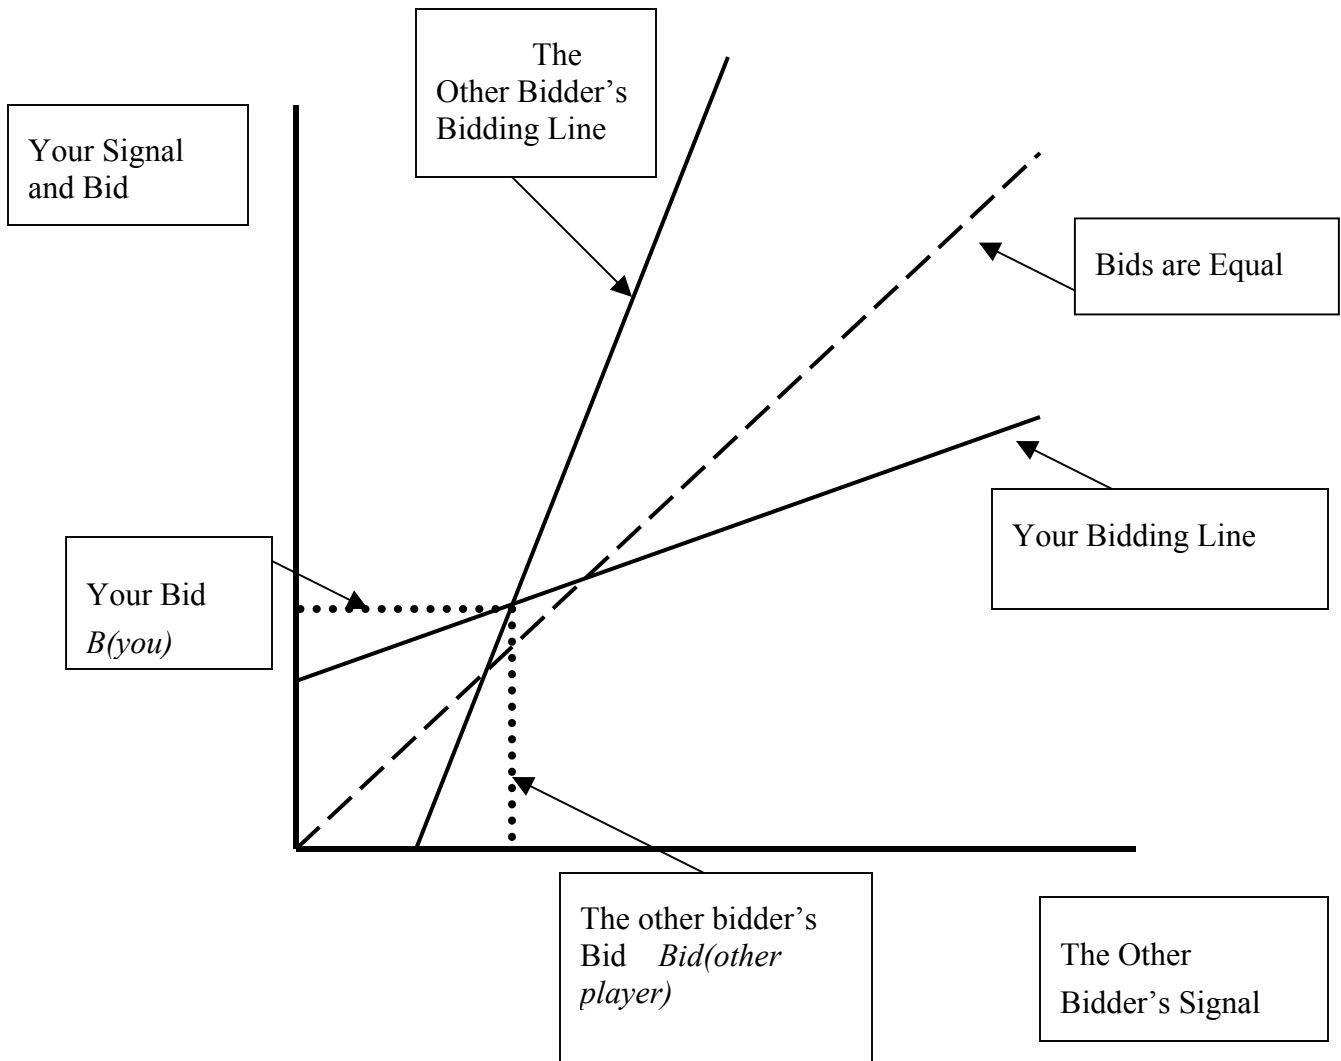 The
Other Bidder’s
Bidding Line
Your Signal
and Bid
Bids are Equal
Your Bidding Line
Your Bid
B(you)
The other bidder’s
Bid Bid(other
player)
The Other
Bidder’s Signal